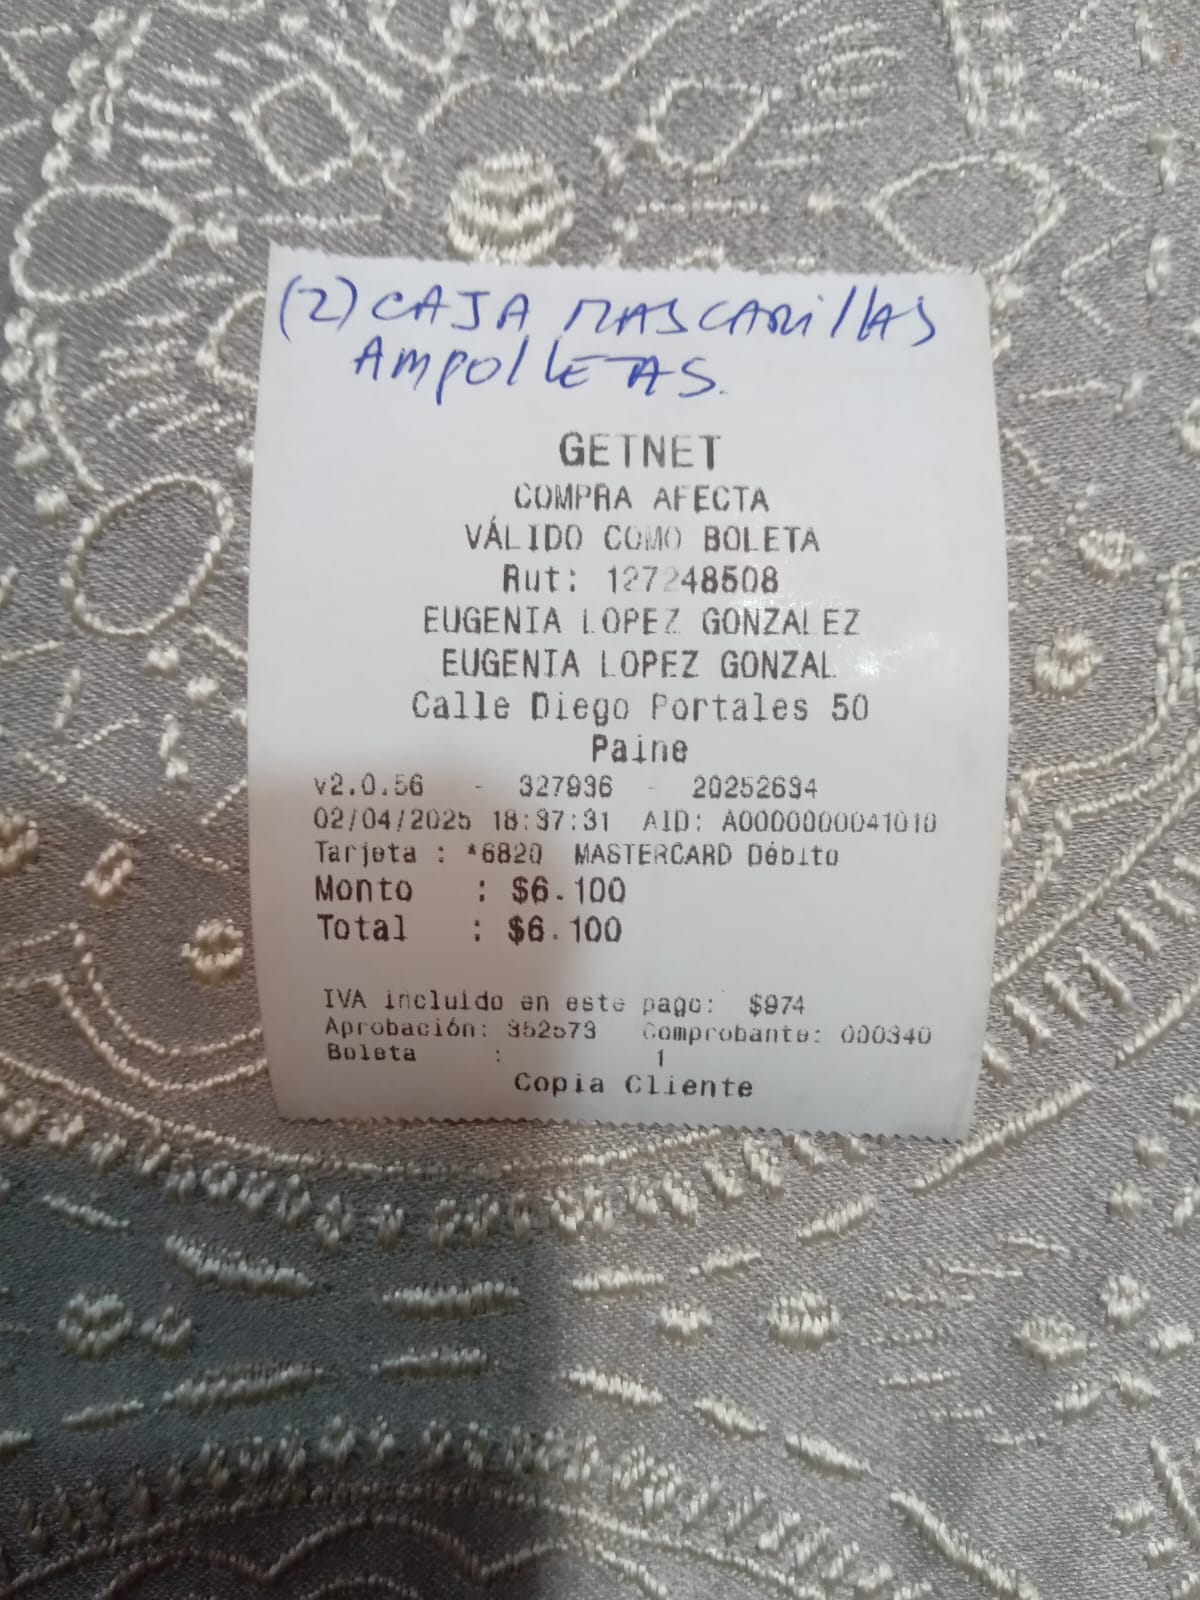 (2) CAJA MASCARillAS
AMPOllETAS.
GETNET
COMPRA AFECTA
VÁLIDO COMO BOLETA
Rut: 127248508
EUGENIA LOPEZ GONZALEZ
EUGENIA LOPEZ GONZAL
Calle Diego Portales 50
Paine
v2.0.56 - 327936 - 20252694
02/04/2025 18:37:31 AID: A0000000041010
Tarjeta : *6820 MASTERCARD Débito
Monto : $6.100
Total : $6.100
IVA incluido en este pago: $974
Aprobación: 352573 Comprobante: 000340
Boleta : 1
Copia Cliente